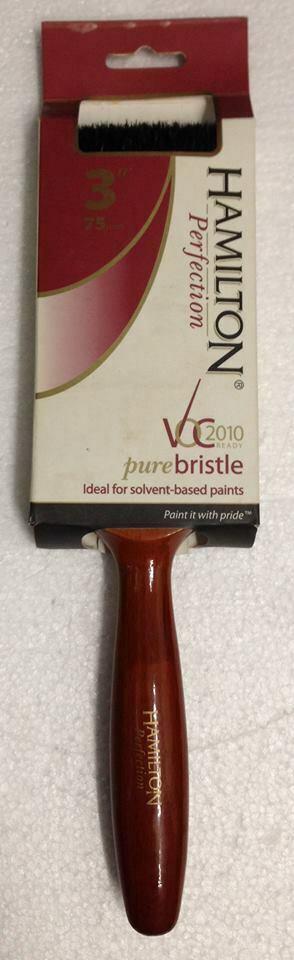 3"
75mm
HAMILTON®
Perfection
VOC 2010
READY
pure bristle
Ideal for solvent-based paints
Paint it with pride™
HAMILTON
Perfection